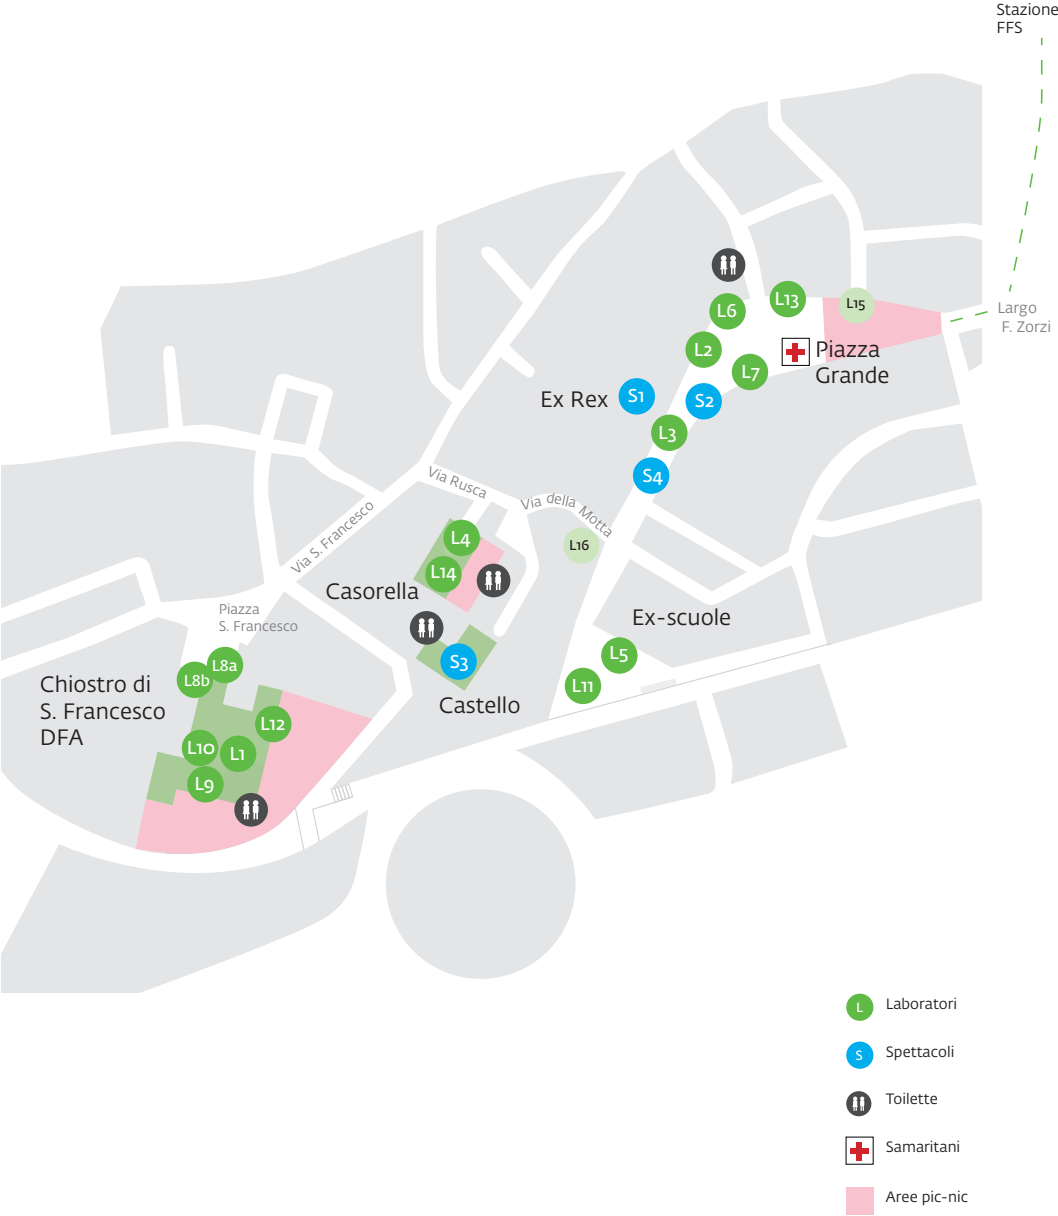 Stazione
FFS
Largo
F. Zorzi
L13
L15
L6
L2
Piazza
Grande
L7
Ex Rex
S1
S2
L3
S4
Via Rusca
Via della Motta
Via S. Francesco
L4
L16
L14
Casorella
Piazza
S. Francesco
Ex-scuole
S3
L5
L8a
L8b
L11
Chiostro di
S. Francesco
DFA
Castello
L12
L10
L1
L9
L
Laboratori
S
Spettacoli
Toilette
Samaritani
Aree pic-nic